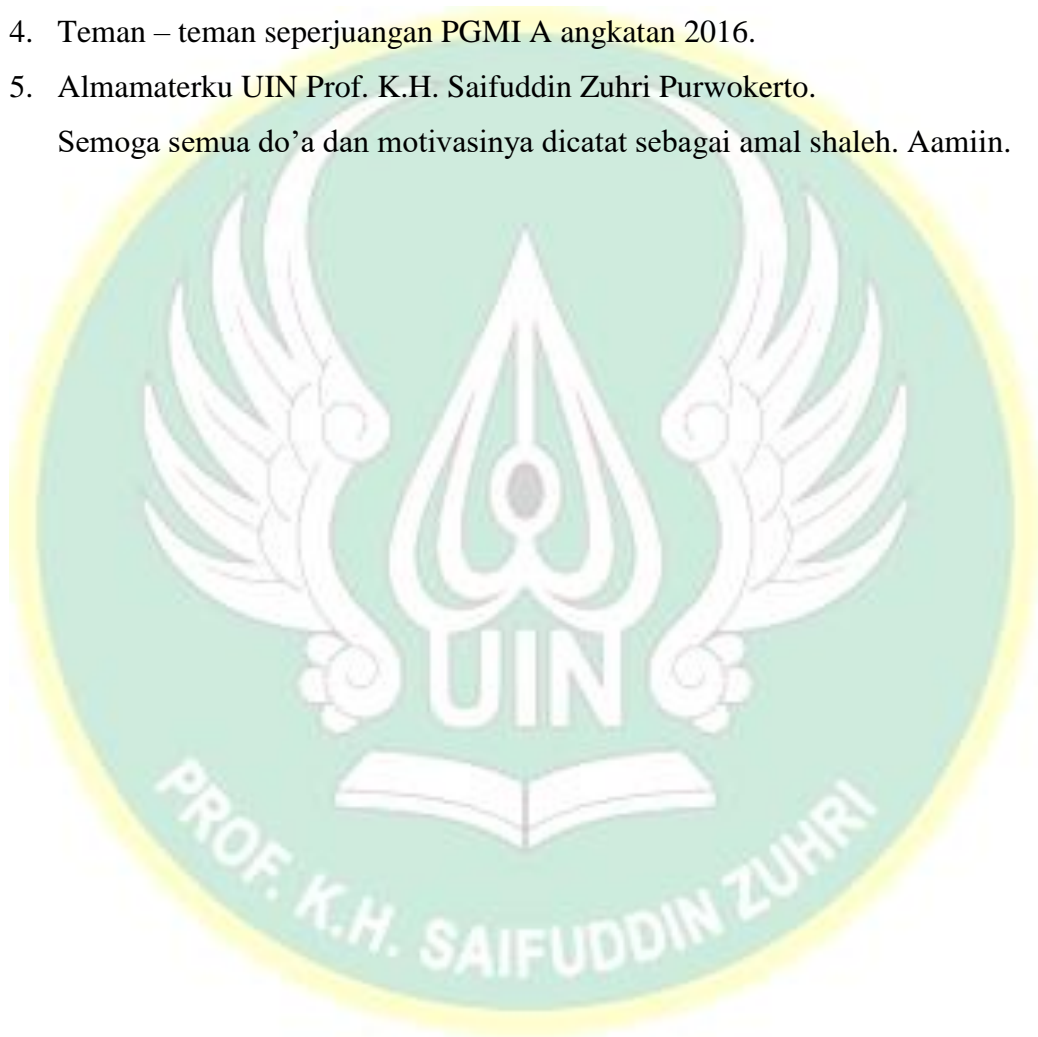 4. Teman – teman seperjuangan PGMI A angkatan 2016.
5. Almamaterku UIN Prof. K.H. Saifuddin Zuhri Purwokerto.
Semoga semua do’a dan motivasinya dicatat sebagai amal shaleh. Aamiin.
UIN
PROF. K.H. SAIFUDDIN ZUHRI